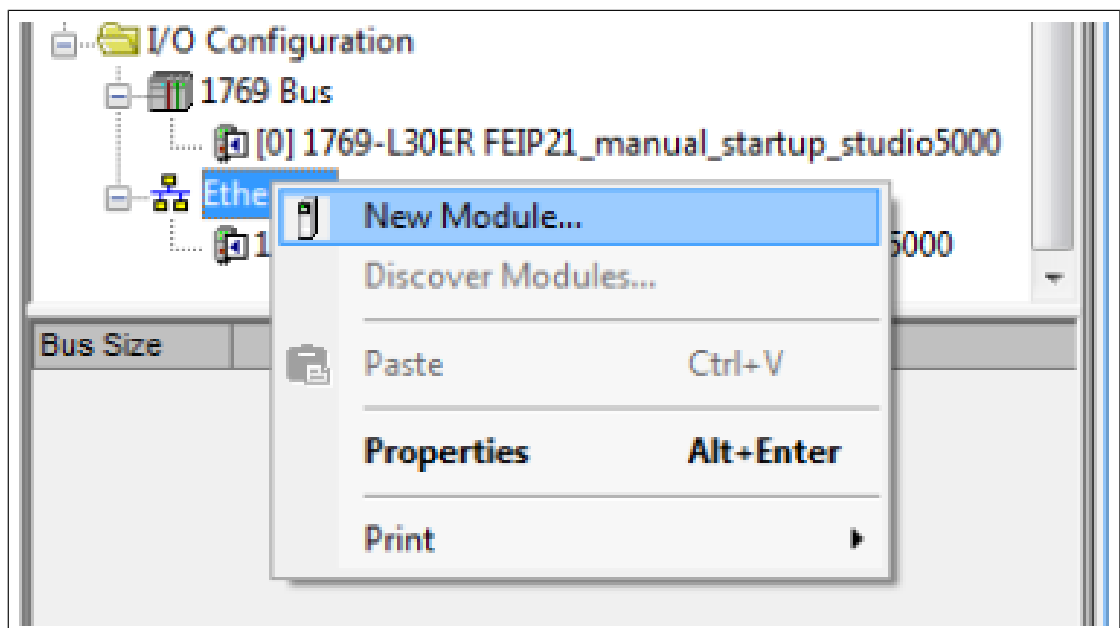 I/O Configuration
1769 Bus
[0] 1769-L30ER FEIP21_manual_startup_studio5000
Ethe
New Module...
1
5000
Discover Modules...
Bus Size
Paste Ctrl+V
Properties Alt+Enter
Print